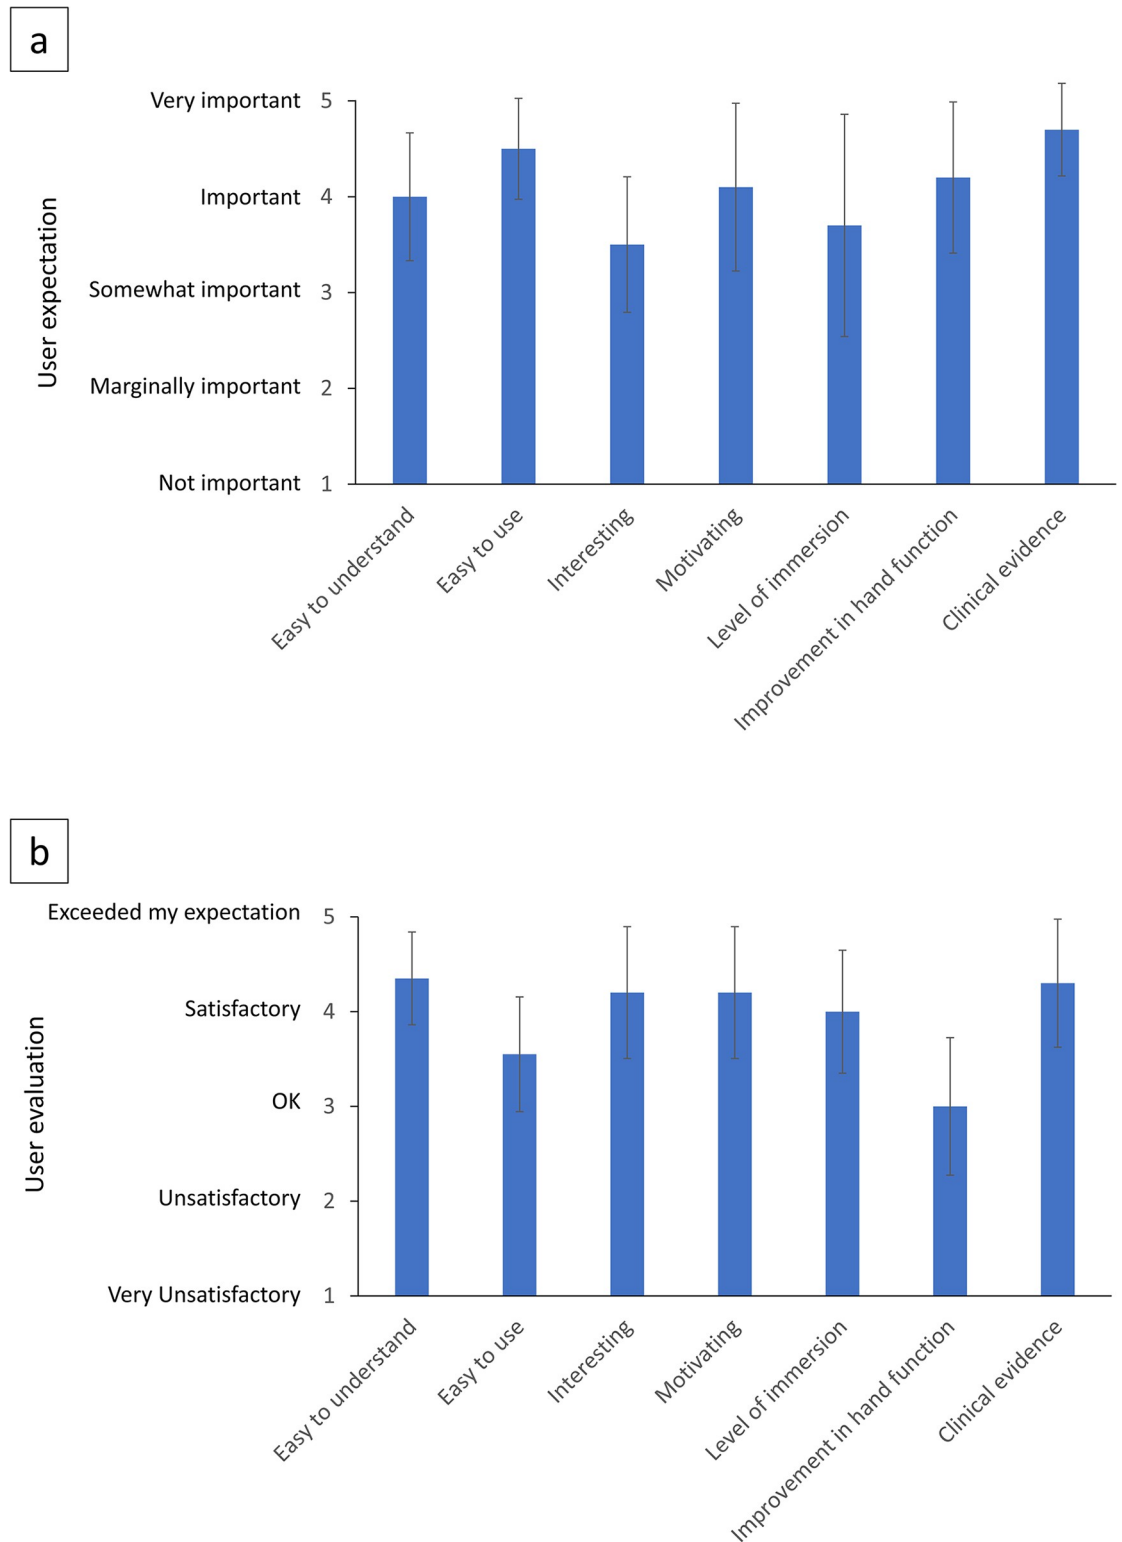 a
User expectation
Very important 5
Important 4
Somewhat important 3
Marginally important 2
Not important 1
Easy to understand
Easy to use
Interesting
Motivating
Level of immersion
Improvement in hand function
Clinical evidence
b
User evaluation
Exceeded my expectation 5
Satisfactory 4
OK 3
Unsatisfactory 2
Very Unsatisfactory 1
Easy to understand
Easy to use
Interesting
Motivating
Level of immersion
Improvement in hand function
Clinical evidence